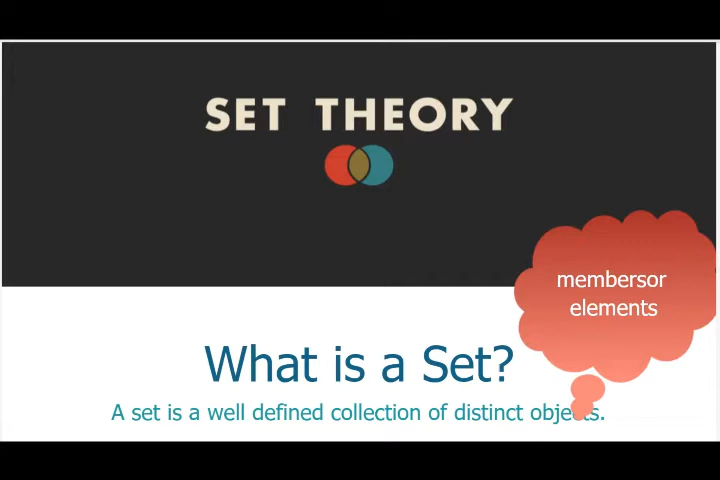 SET THEORY
membersor
elements
What is a Set?
A set is a well defined collection of distinct objects.